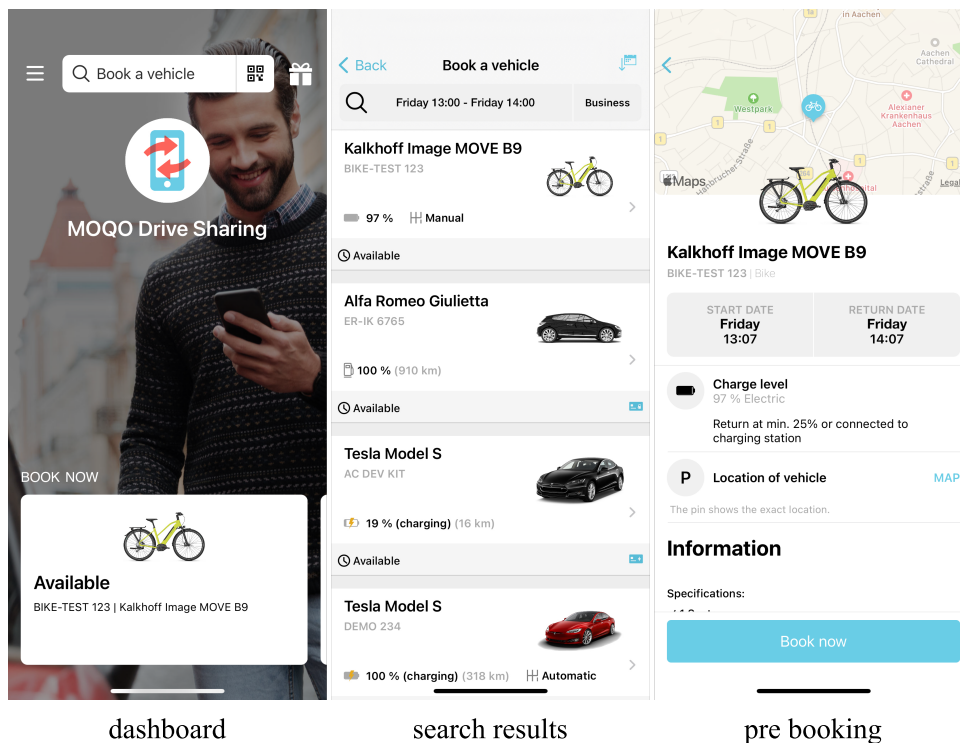 Book a vehicle
MOQO Drive Sharing
BOOK NOW
Available
BIKE-TEST 123 | Kalkhoff Image MOVE B9
dashboard
Back
Book a vehicle
Friday 13:00 - Friday 14:00
Business
Kalkhoff Image MOVE B9
BIKE-TEST 123
97 %
Manual
Available
Alfa Romeo Giulietta
ER-IK 6765
100 % (910 km)
Available
Tesla Model S
AC DEV KIT
19 % (charging) (16 km)
Available
Tesla Model S
DEMO 234
100 % (charging) (318 km)
Automatic
search results
in Aachen
Aachen
Cathedral
Westpark
Alexianer
Krankenhaus
Aachen
1
1
1
1
Maps
Legal
Kalkhoff Image MOVE B9
BIKE-TEST 123 | Bike
START DATE
Friday
13:07
RETURN DATE
Friday
14:07
Charge level
97 % Electric
Return at min. 25% or connected to
charging station
P
Location of vehicle
MAP
The pin shows the exact location.
Information
Specifications:
Book now
pre booking